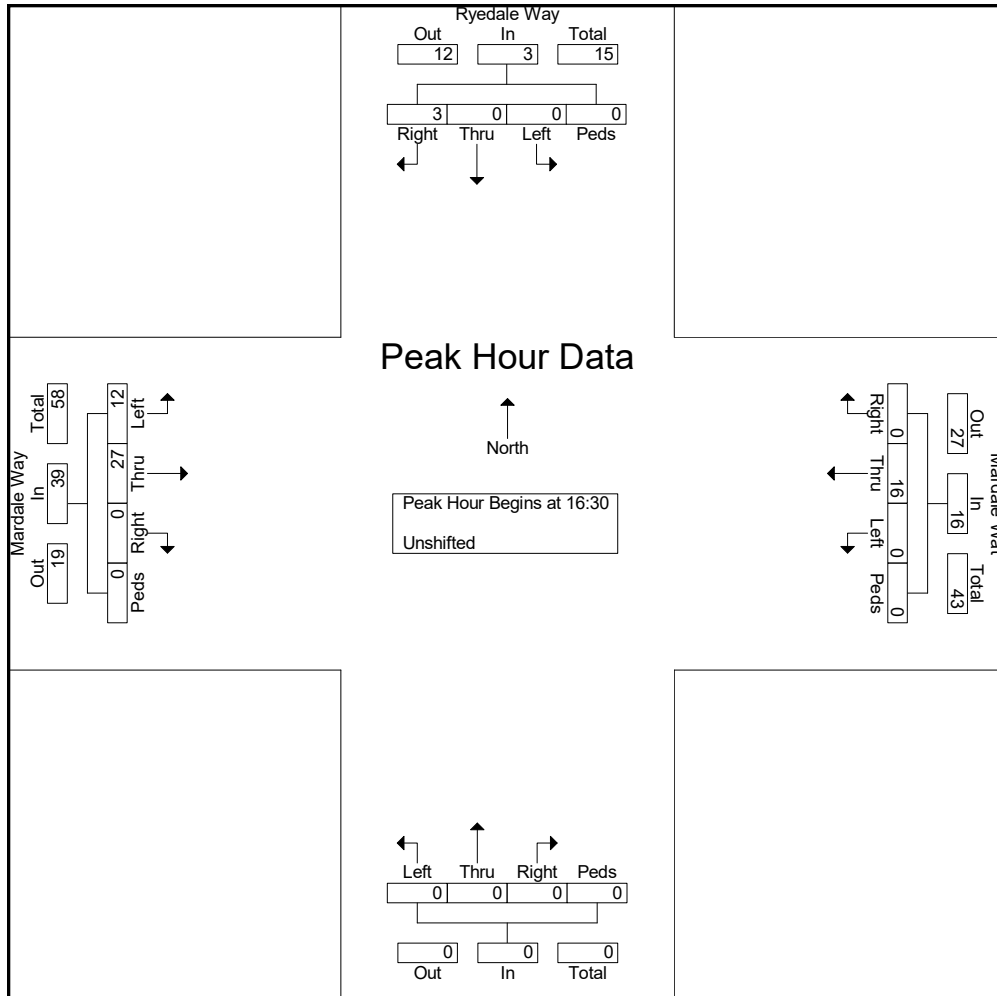 Ryedale Way
Out In Total
12 3 15
3 0 0 0
Right Thru Left Peds
Peak Hour Data
North
Peak Hour Begins at 16:30
Unshifted
Mardale Way
Total In Out
58 39 19
12 27 0 0
Left Thru Right Peds
Right Thru Left Peds
0 16 0 0
27 16 43
Out In Total
Mardale Wat
Left Thru Right Peds
0 0 0 0
0 0 0
Out In Total